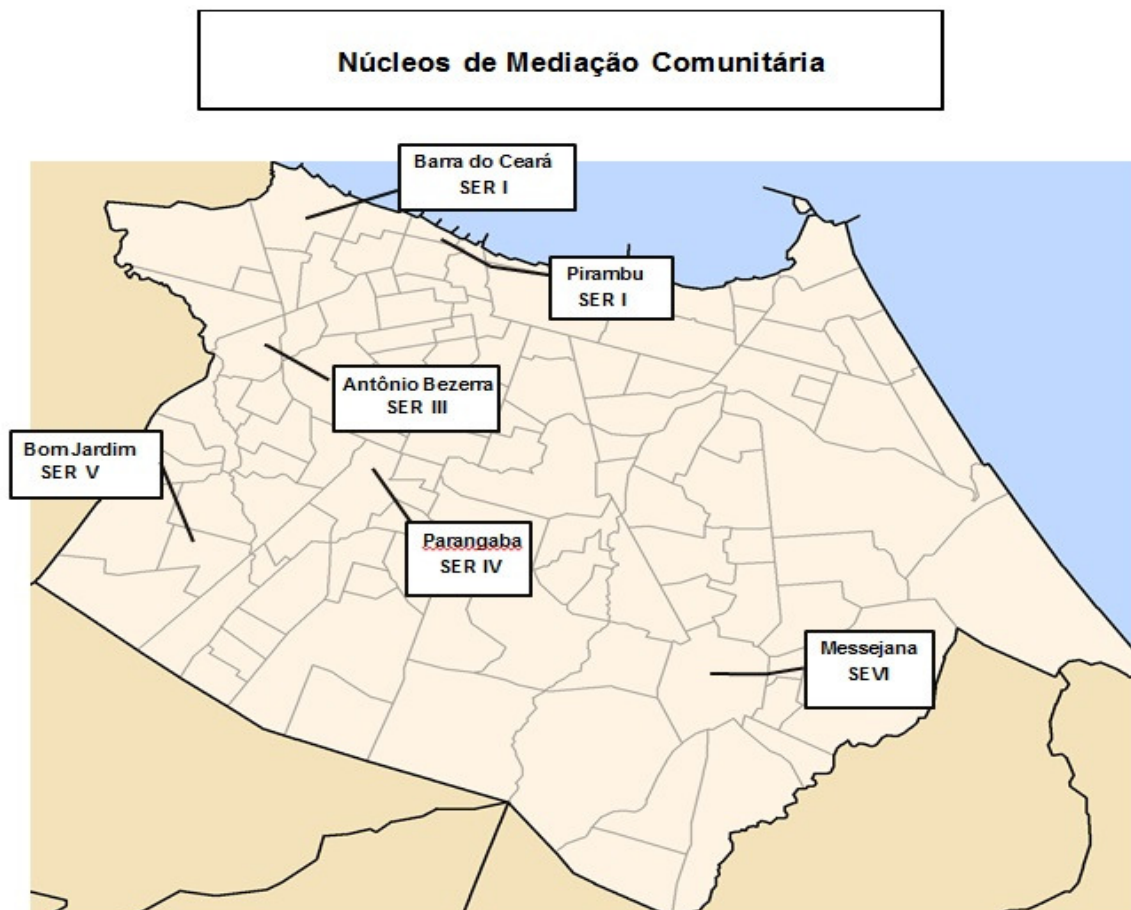 Núcleos de Mediação Comunitária
Barra do Ceará
SER I
Pirambu
SER I
Antônio Bezerra
SER III
Bom Jardim
SER V
Parangaba
SER IV
Messejana
SEVI